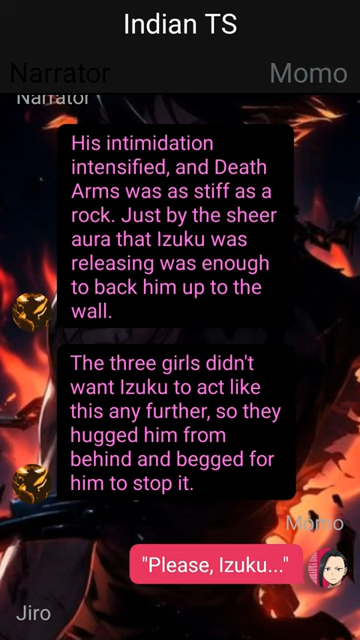 Indian TS
Narrator
Momo
Narrator
His intimidation
intensified, and Death
Arms was as stiff as a
rock. Just by the sheer
aura that Izuku was
releasing was enough
to back him up to the
wall.
The three girls didn't
want Izuku to act like
this any further, so they
hugged him from
behind and begged for
him to stop it.
Momo
"Please, Izuku..."
Jiro